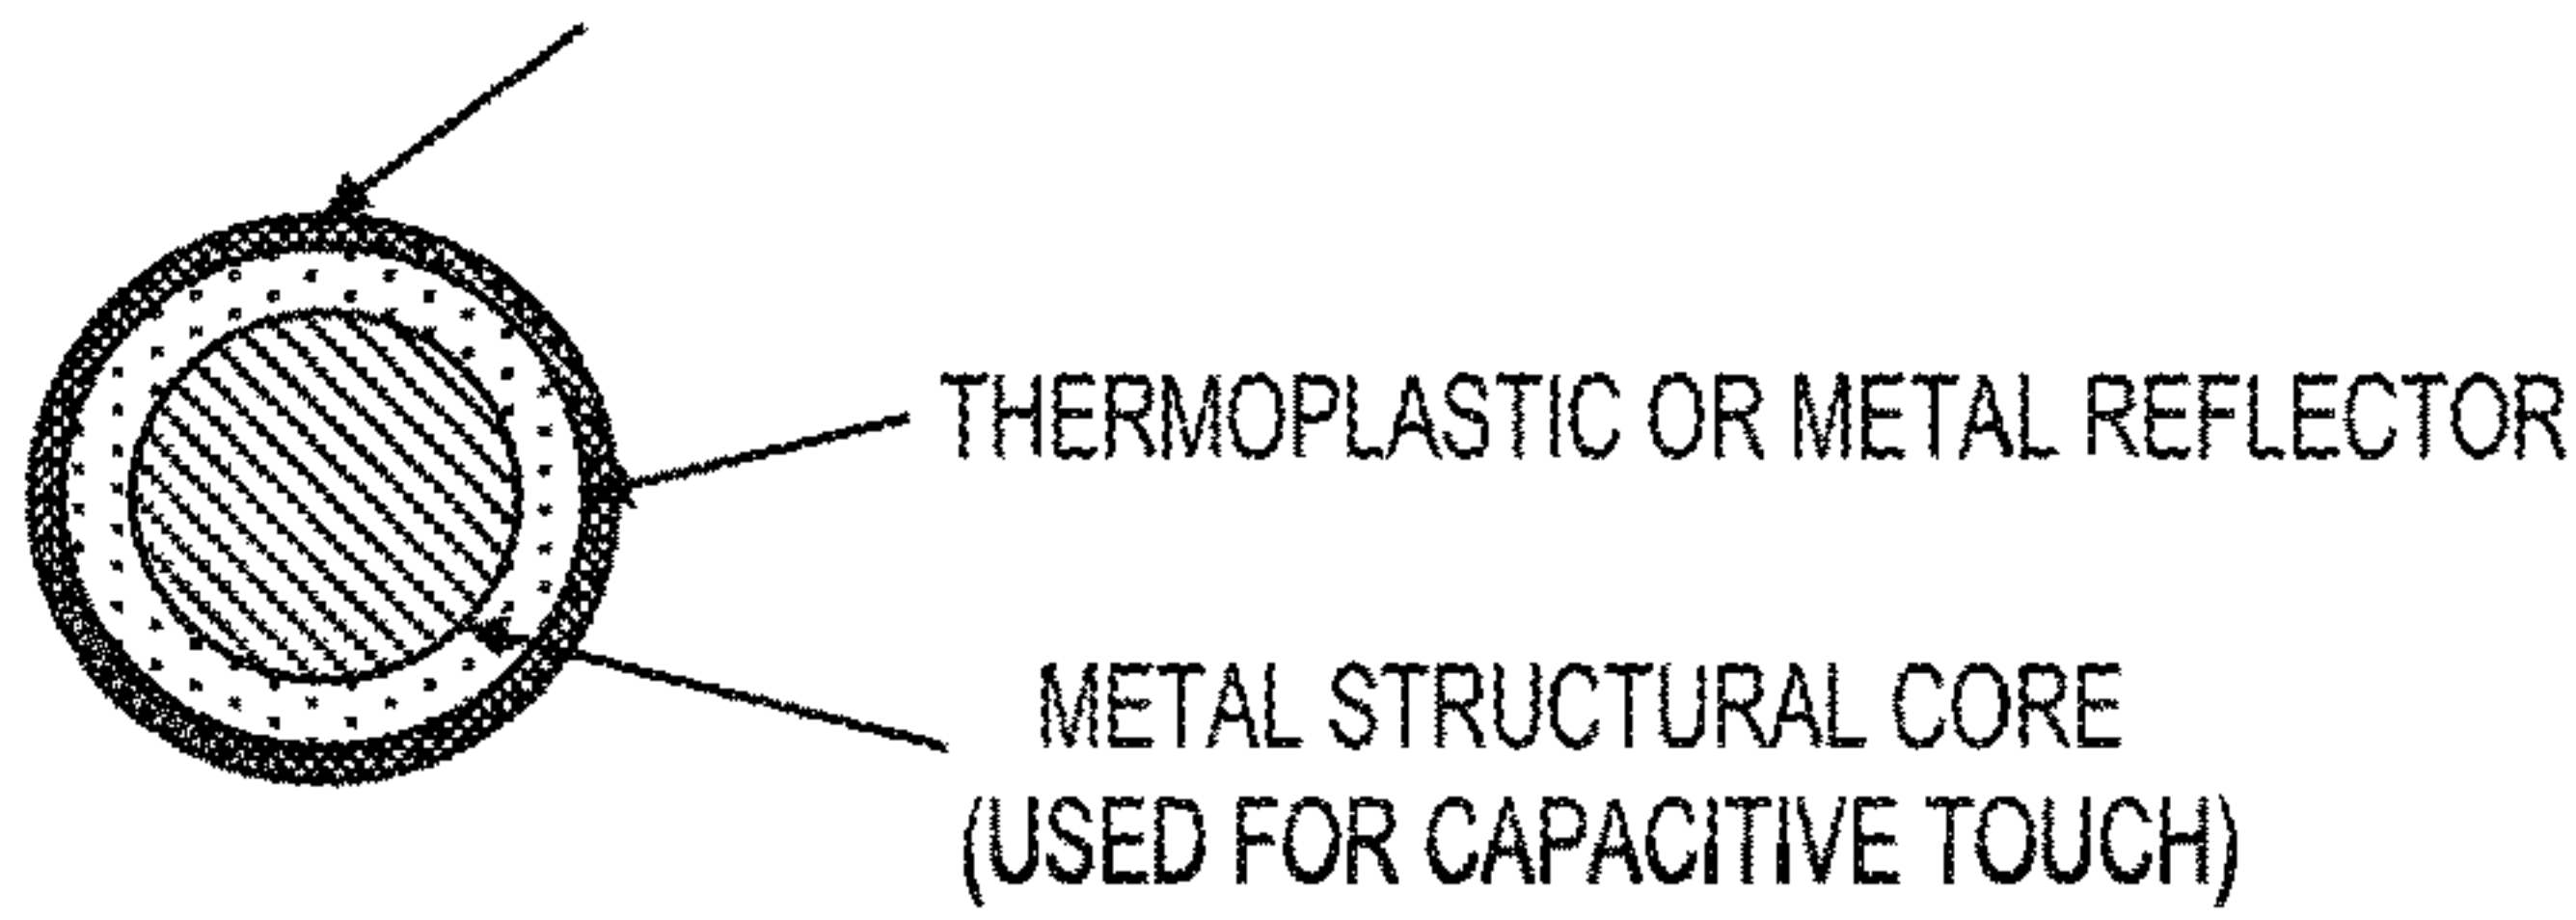 THERMOPLASTIC OR METAL REFLECTOR
METAL STRUCTURAL CORE
(USED FOR CAPACITIVE TOUCH)